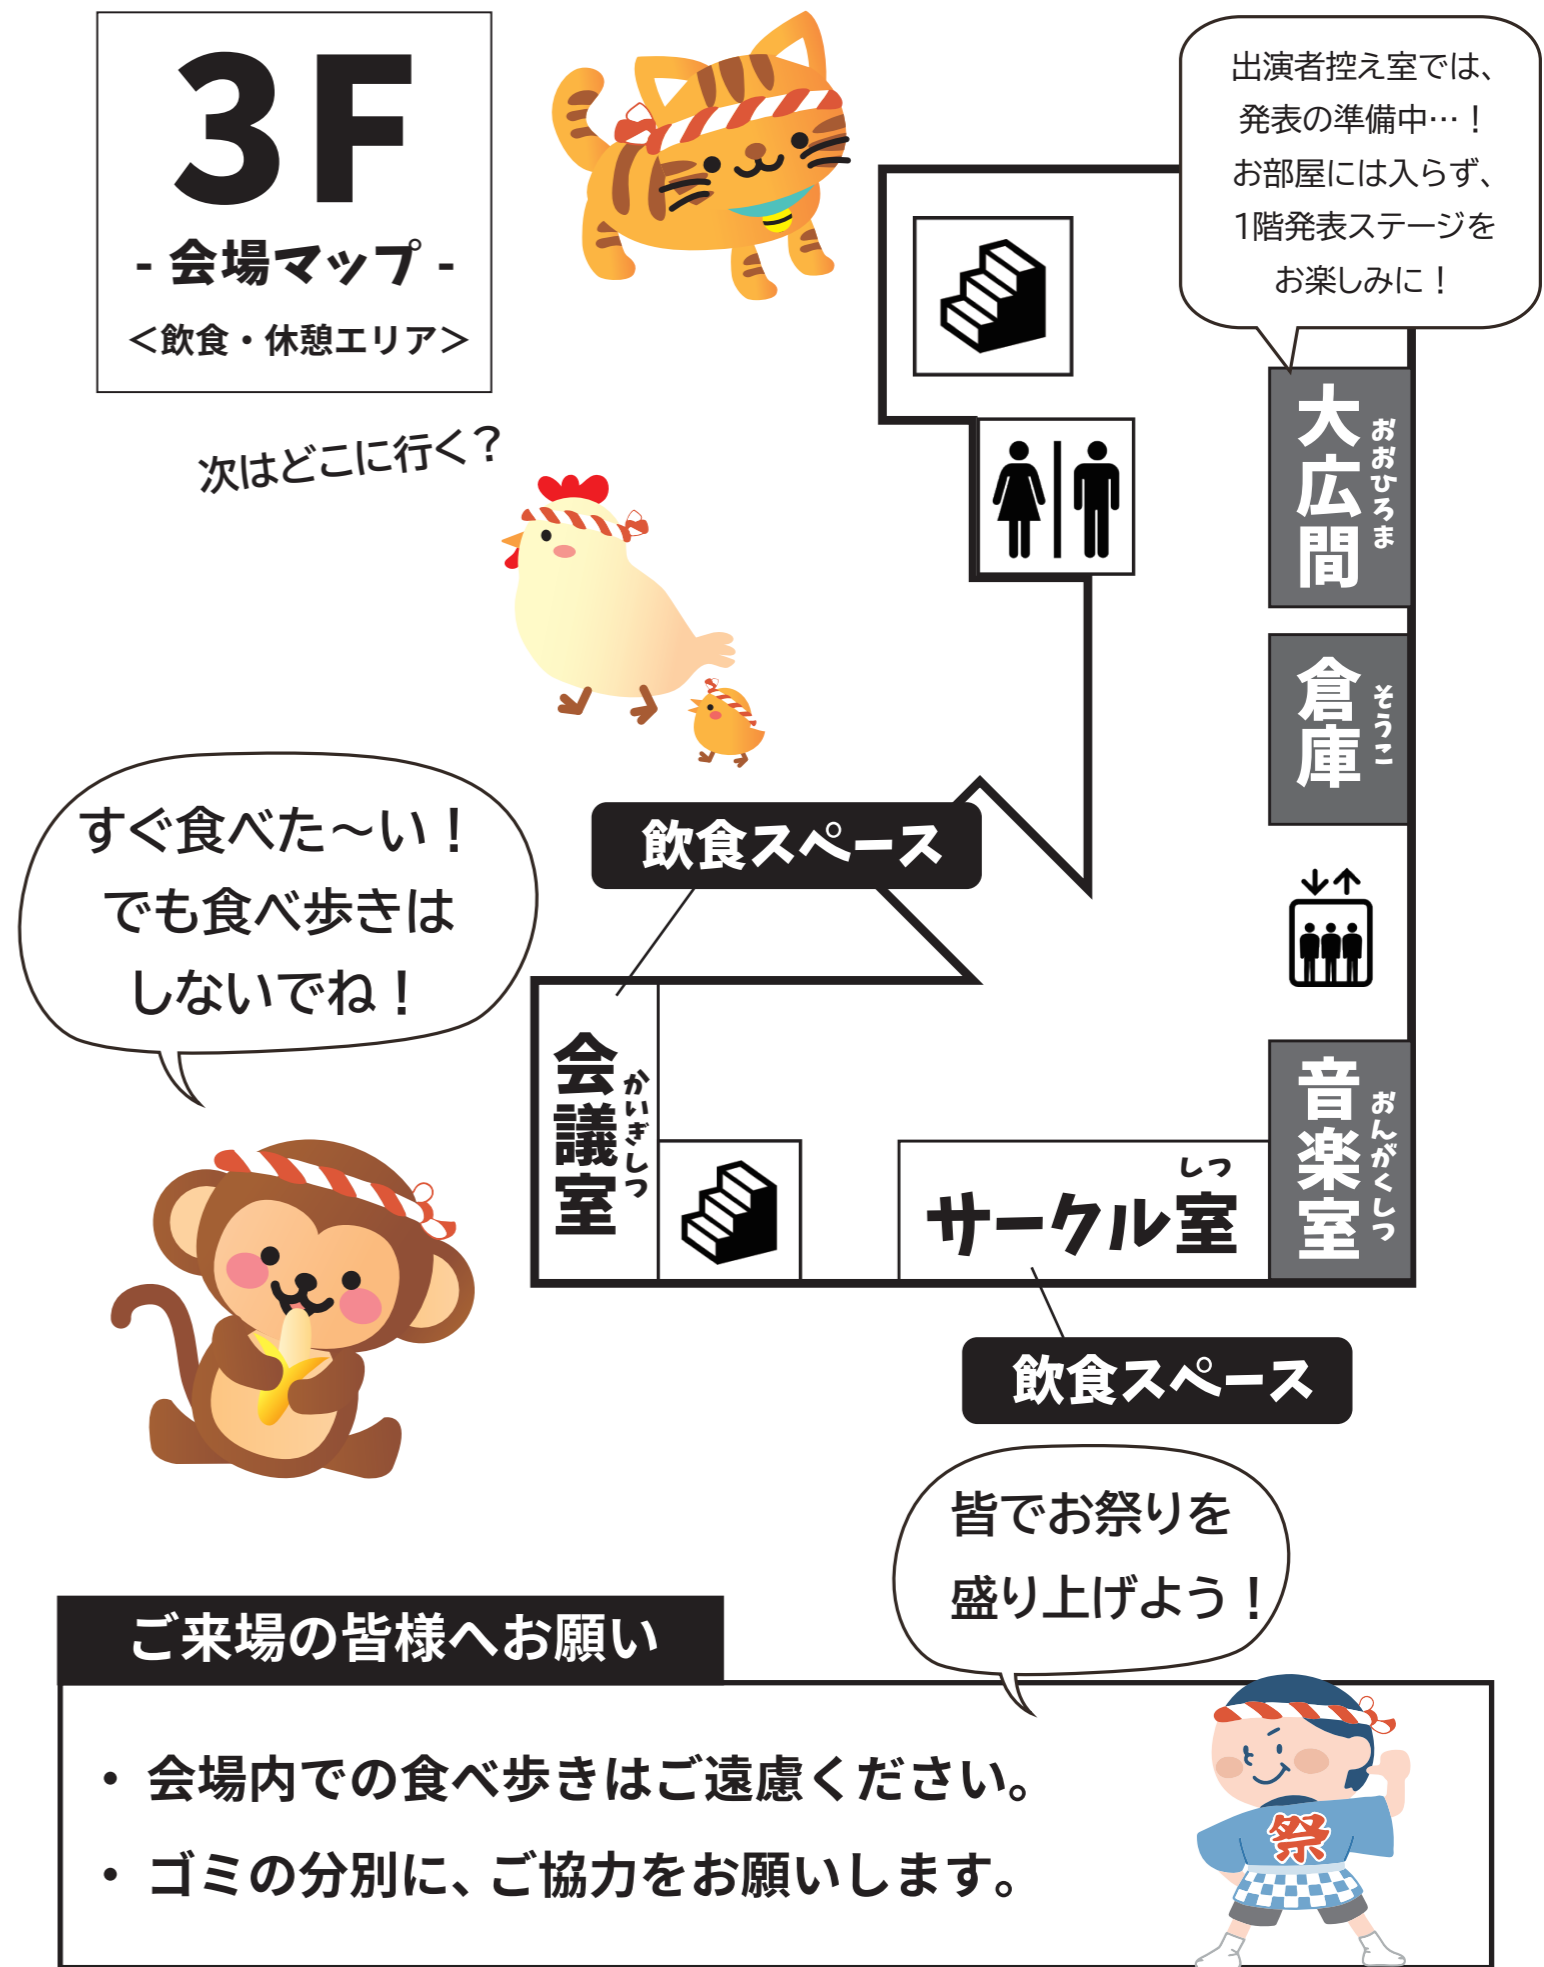 3F
- 会場マップ -
＜飲食・休憩エリア＞
出演者控え室では、
発表の準備中…！
お部屋には入らず、
1階発表ステージを
お楽しみに！
次はどこに行く？
大広間
おおひろま
倉庫
そうこ
すぐ食べた～い！
でも食べ歩きは
しないでね！
飲食スペース
会議室
かいぎしつ
しつ
サークル室
音楽室
おんがくしつ
飲食スペース
皆でお祭りを
盛り上げよう！
ご来場の皆様へお願い
・ 会場内での食べ歩きはご遠慮ください。
・ ゴミの分別に、ご協力をお願いします。
祭